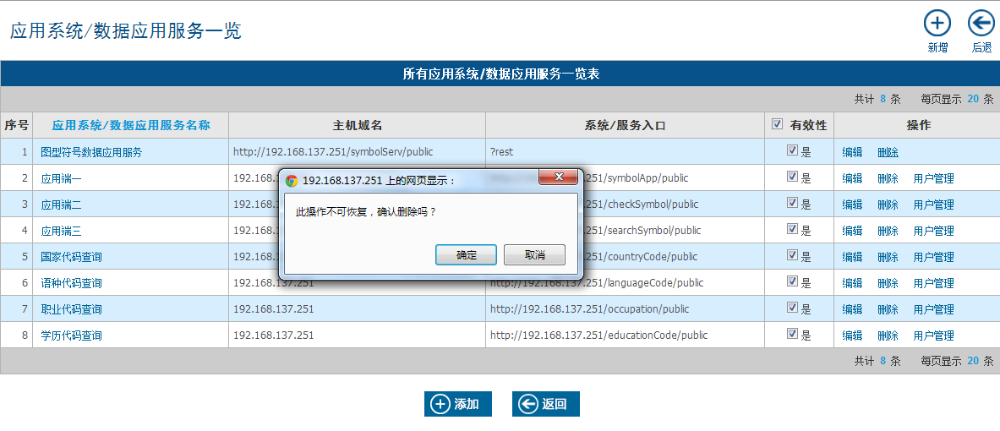 应用系统/数据应用服务一览
新增 后退
所有应用系统/数据应用服务一览表
共计 8 条 每页显示 20 条
序号 应用系统/数据应用服务名称 主机域名 系统/服务入口 有效性 操作
1 图型符号数据应用服务 http://192.168.137.251/symbolServ/public ?rest 是 编辑 删除
2 应用端一 192.168.1 .251/symbolApp/public 是 编辑 删除 用户管理
192.168.137.251 上的网页显示：
此操作不可恢复，确认删除吗？
确定 取消
3 应用端二 192.168.1 .251/checkSymbol/public 是 编辑 删除 用户管理
4 应用端三 192.168.1 .251/searchSymbol/public 是 编辑 删除 用户管理
5 国家代码查询 192.168.1 .251/countryCode/public 是 编辑 删除 用户管理
6 语种代码查询 192.168.137.251 http://192.168.137.251/languageCode/public 是 编辑 删除 用户管理
7 职业代码查询 192.168.137.251 http://192.168.137.251/occupation/public 是 编辑 删除 用户管理
8 学历代码查询 192.168.137.251 http://192.168.137.251/educationCode/public 是 编辑 删除 用户管理
共计 8 条 每页显示 20 条
添加 返回